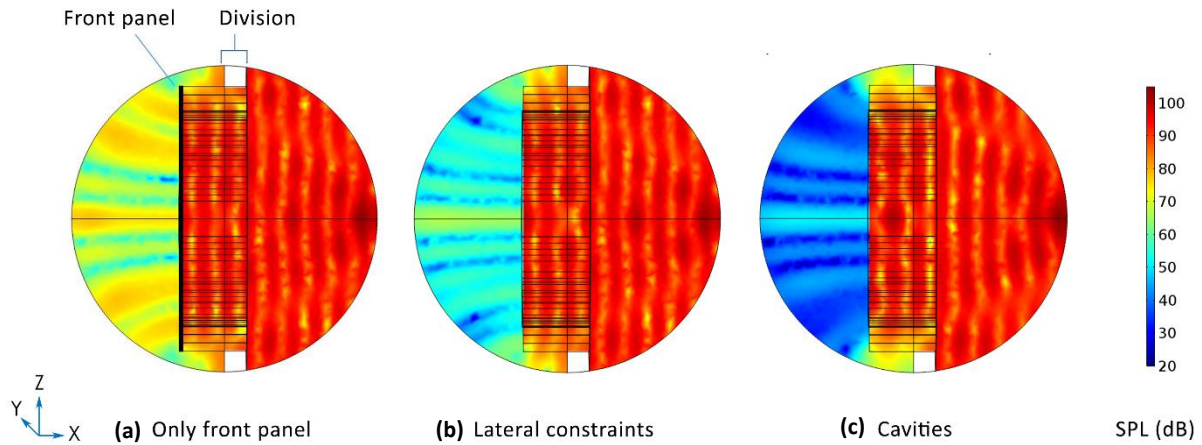 Front panel
Division
100
90
80
70
60
50
40
30
20
Z
Y
X
(a) Only front panel
(b) Lateral constraints
(c) Cavities
SPL (dB)